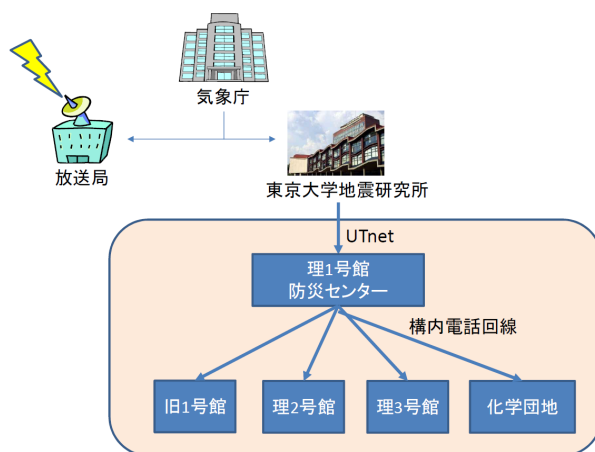 気象庁
放送局
東京大学地震研究所
UTnet
理1号館
防災センター
構内電話回線
旧1号館
理2号館
理3号館
化学団地